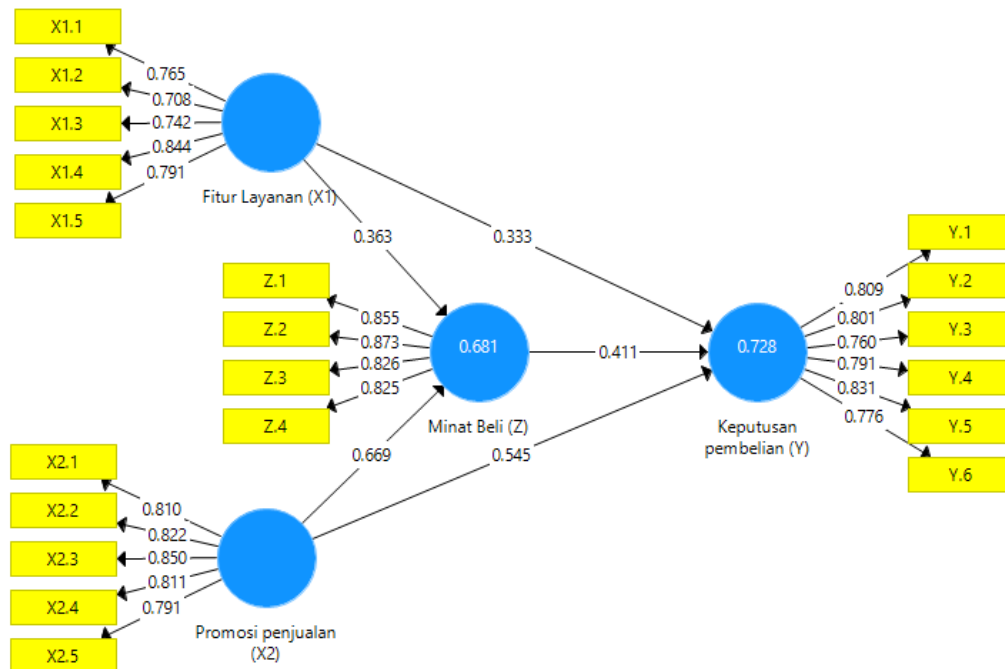 X1.1
X1.2
X1.3
X1.4
X1.5
0.765
0.708
0.742
0.844
0.791
Fitur Layanan (X1)
0.363
0.333
Z.1
Z.2
Z.3
Z.4
0.855
0.873
0.826
0.825
0.681
Minat Beli (Z)
0.411
0.728
Keputusan
pembelian (Y)
0.809
0.801
0.760
0.791
0.831
0.776
Y.1
Y.2
Y.3
Y.4
Y.5
Y.6
0.669
0.545
X2.1
X2.2
X2.3
X2.4
X2.5
0.810
0.822
0.850
0.811
0.791
Promosi penjualan
(X2)